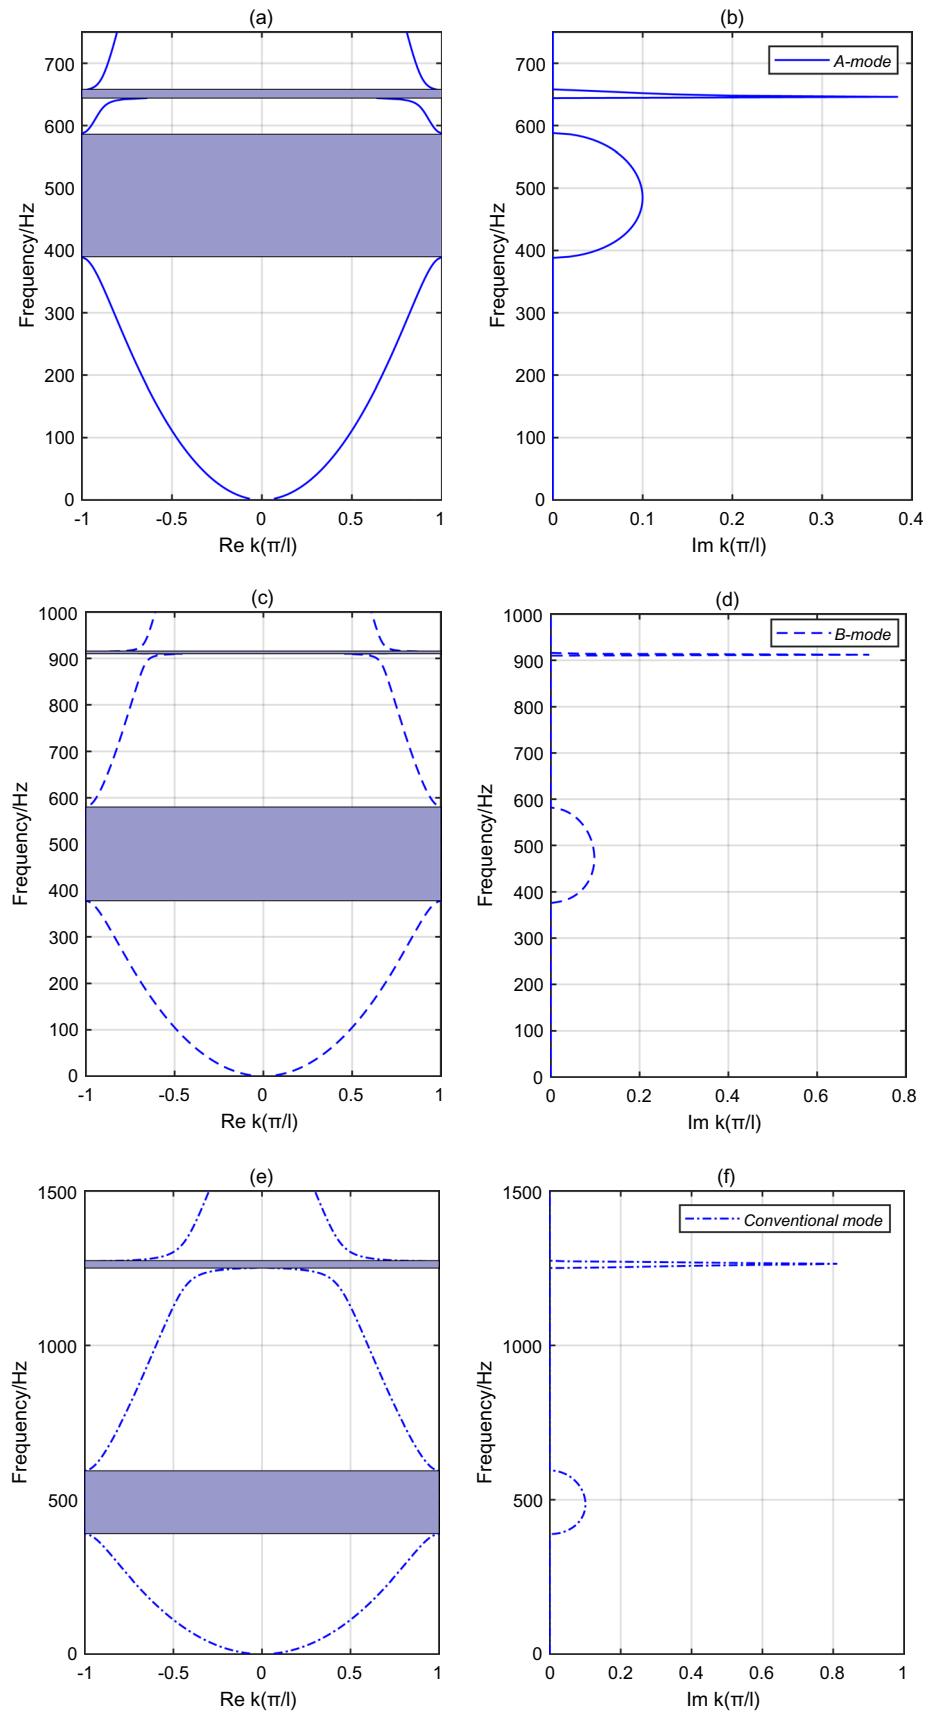 (a)
700
600
500
400
300
200
100
0
Frequency/Hz
-1 -0.5 0 0.5 1
Re k(π/l)
(b)
A-mode
700
600
500
400
300
200
100
0
Frequency/Hz
0 0.1 0.2 0.3 0.4
Im k(π/l)
(c)
1000
900
800
700
600
500
400
300
200
100
0
Frequency/Hz
-1 -0.5 0 0.5 1
Re k(π/l)
(d)
B-mode
1000
900
800
700
600
500
400
300
200
100
0
Frequency/Hz
0 0.2 0.4 0.6 0.8
Im k(π/l)
(e)
1500
1000
500
0
Frequency/Hz
-1 -0.5 0 0.5 1
Re k(π/l)
(f)
Conventional mode
1500
1000
500
0
Frequency/Hz
0 0.2 0.4 0.6 0.8 1
Im k(π/l)